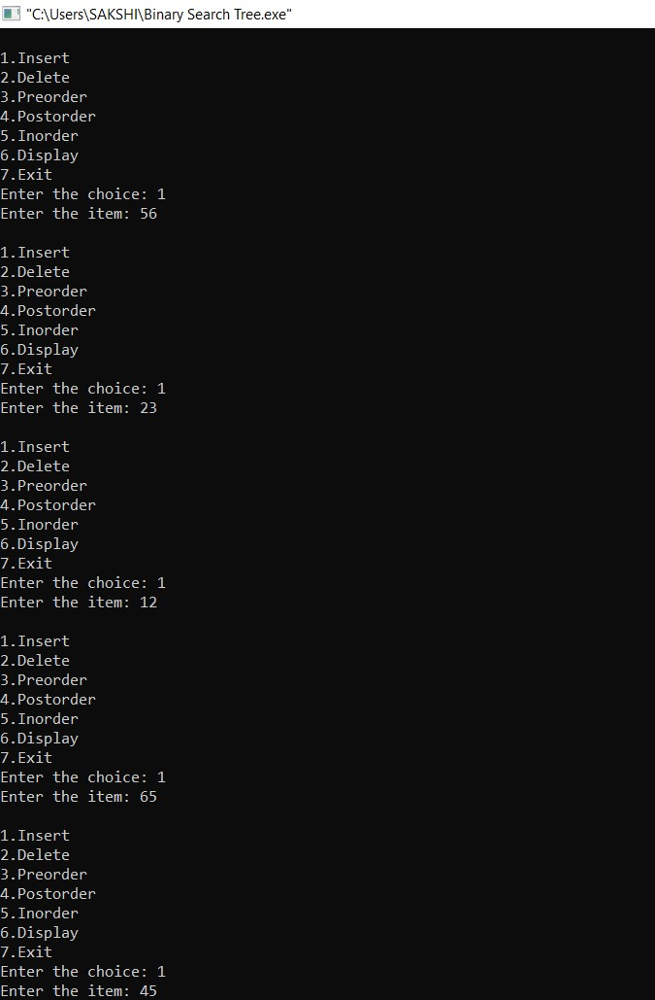 "C:\Users\SAKSHI\Binary Search Tree.exe"
1.Insert
2.Delete
3.Preorder
4.Postorder
5.Inorder
6.Display
7.Exit
Enter the choice: 1
Enter the item: 56
1.Insert
2.Delete
3.Preorder
4.Postorder
5.Inorder
6.Display
7.Exit
Enter the choice: 1
Enter the item: 23
1.Insert
2.Delete
3.Preorder
4.Postorder
5.Inorder
6.Display
7.Exit
Enter the choice: 1
Enter the item: 12
1.Insert
2.Delete
3.Preorder
4.Postorder
5.Inorder
6.Display
7.Exit
Enter the choice: 1
Enter the item: 65
1.Insert
2.Delete
3.Preorder
4.Postorder
5.Inorder
6.Display
7.Exit
Enter the choice: 1
Enter the item: 45